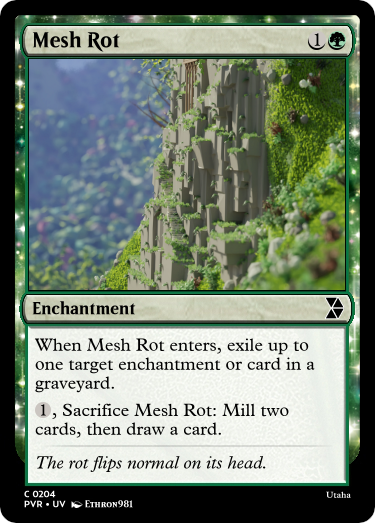 Mesh Rot 1
Enchantment
When Mesh Rot enters, exile up to
one target enchantment or card in a
graveyard.
1, Sacrifice Mesh Rot: Mill two
cards, then draw a card.
The rot flips normal on its head.
C 0204
PVR • UV Ethron981
Utaha